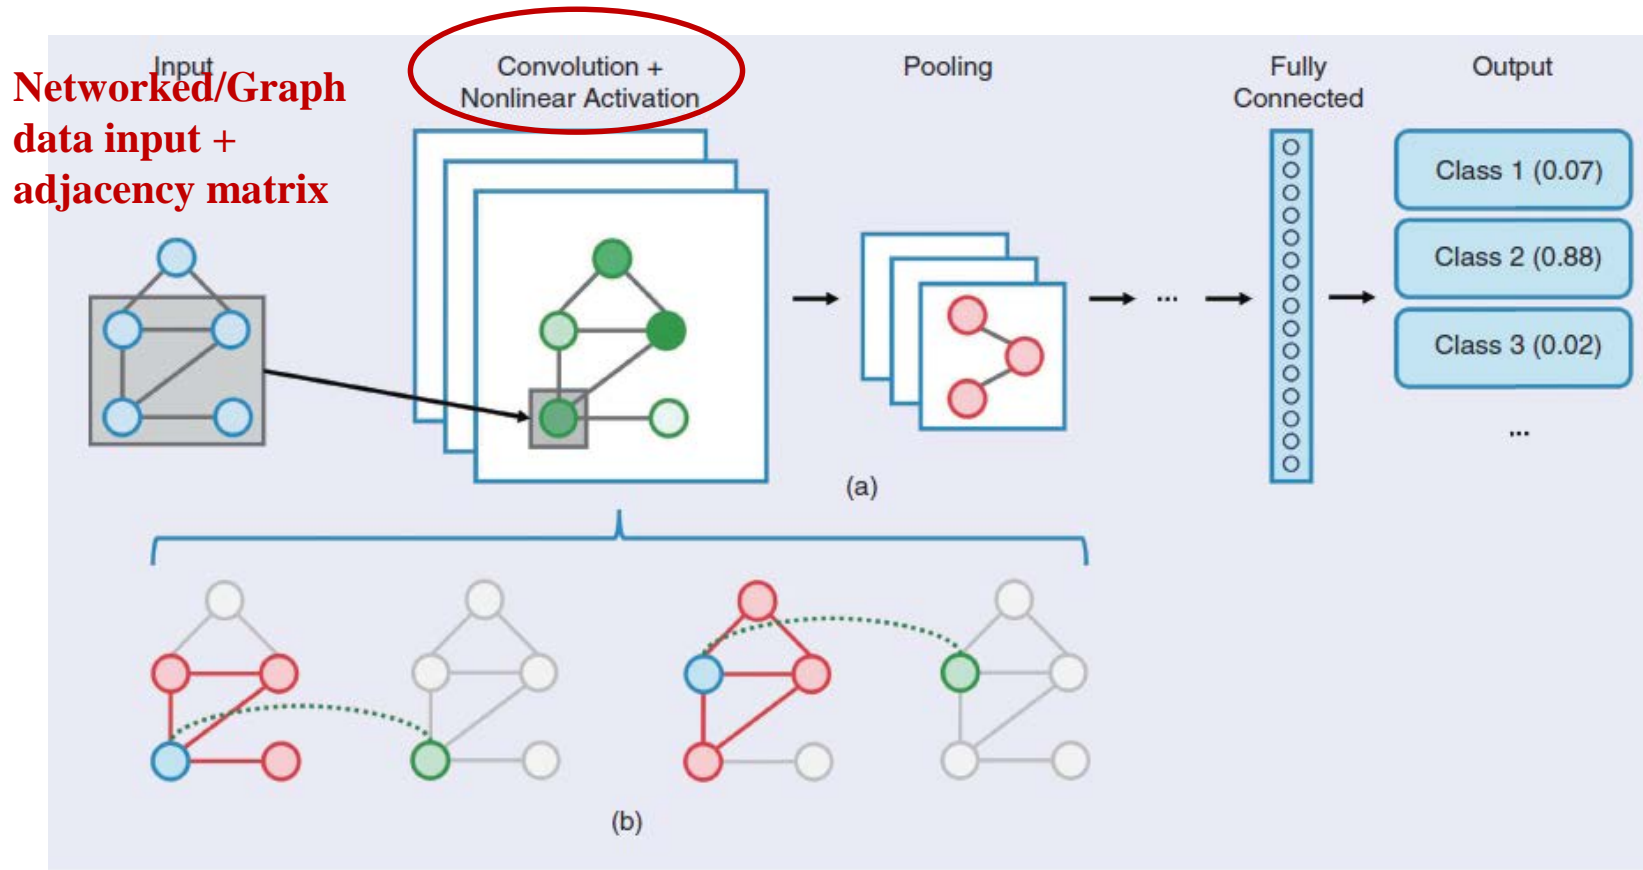 Input
Networked/Graph
data input +
adjacency matrix
Convolution +
Nonlinear Activation
Pooling
Fully
Connected
Output
Class 1 (0.07)
Class 2 (0.88)
Class 3 (0.02)
...
...
(a)
(b)